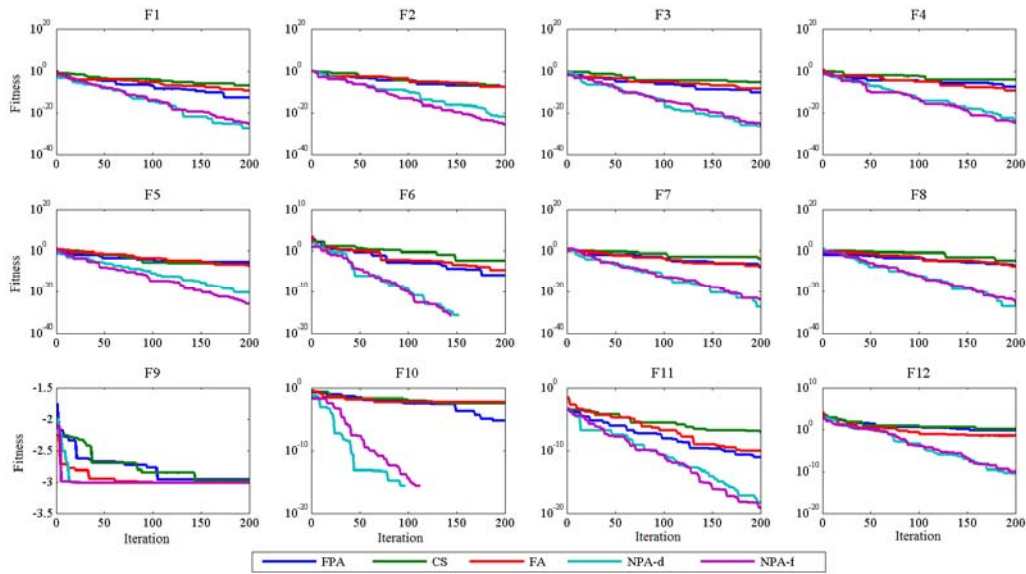 F1 F2 F3 F4
10^20 10^20 10^20 10^20
10^0 10^0 10^0 10^0
Fitness
10^-20 10^-20 10^-20 10^-20
10^-40 10^-40 10^-40 10^-40
0 50 100 150 200 0 50 100 150 200 0 50 100 150 200 0 50 100 150 200
F5 F6 F7 F8
10^20 10^10 10^20 10^20
10^0 10^0 10^0 10^0
Fitness
10^-20 10^-10 10^-20 10^-20
10^-40 10^-20 10^-40 10^-40
0 50 100 150 200 0 50 100 150 200 0 50 100 150 200 0 50 100 150 200
F9 F10 F11 F12
-1.5 10^0 10^0 10^10
-2
10^0
Fitness
-2.5 10^-10 10^-10
-3 10^-10
-3.5 10^-20 10^-20 10^-20
0 50 100 150 200 0 50 100 150 200 0 50 100 150 200 0 50 100 150 200
Iteration Iteration Iteration Iteration
FPA CS FA NPA-d NPA-f